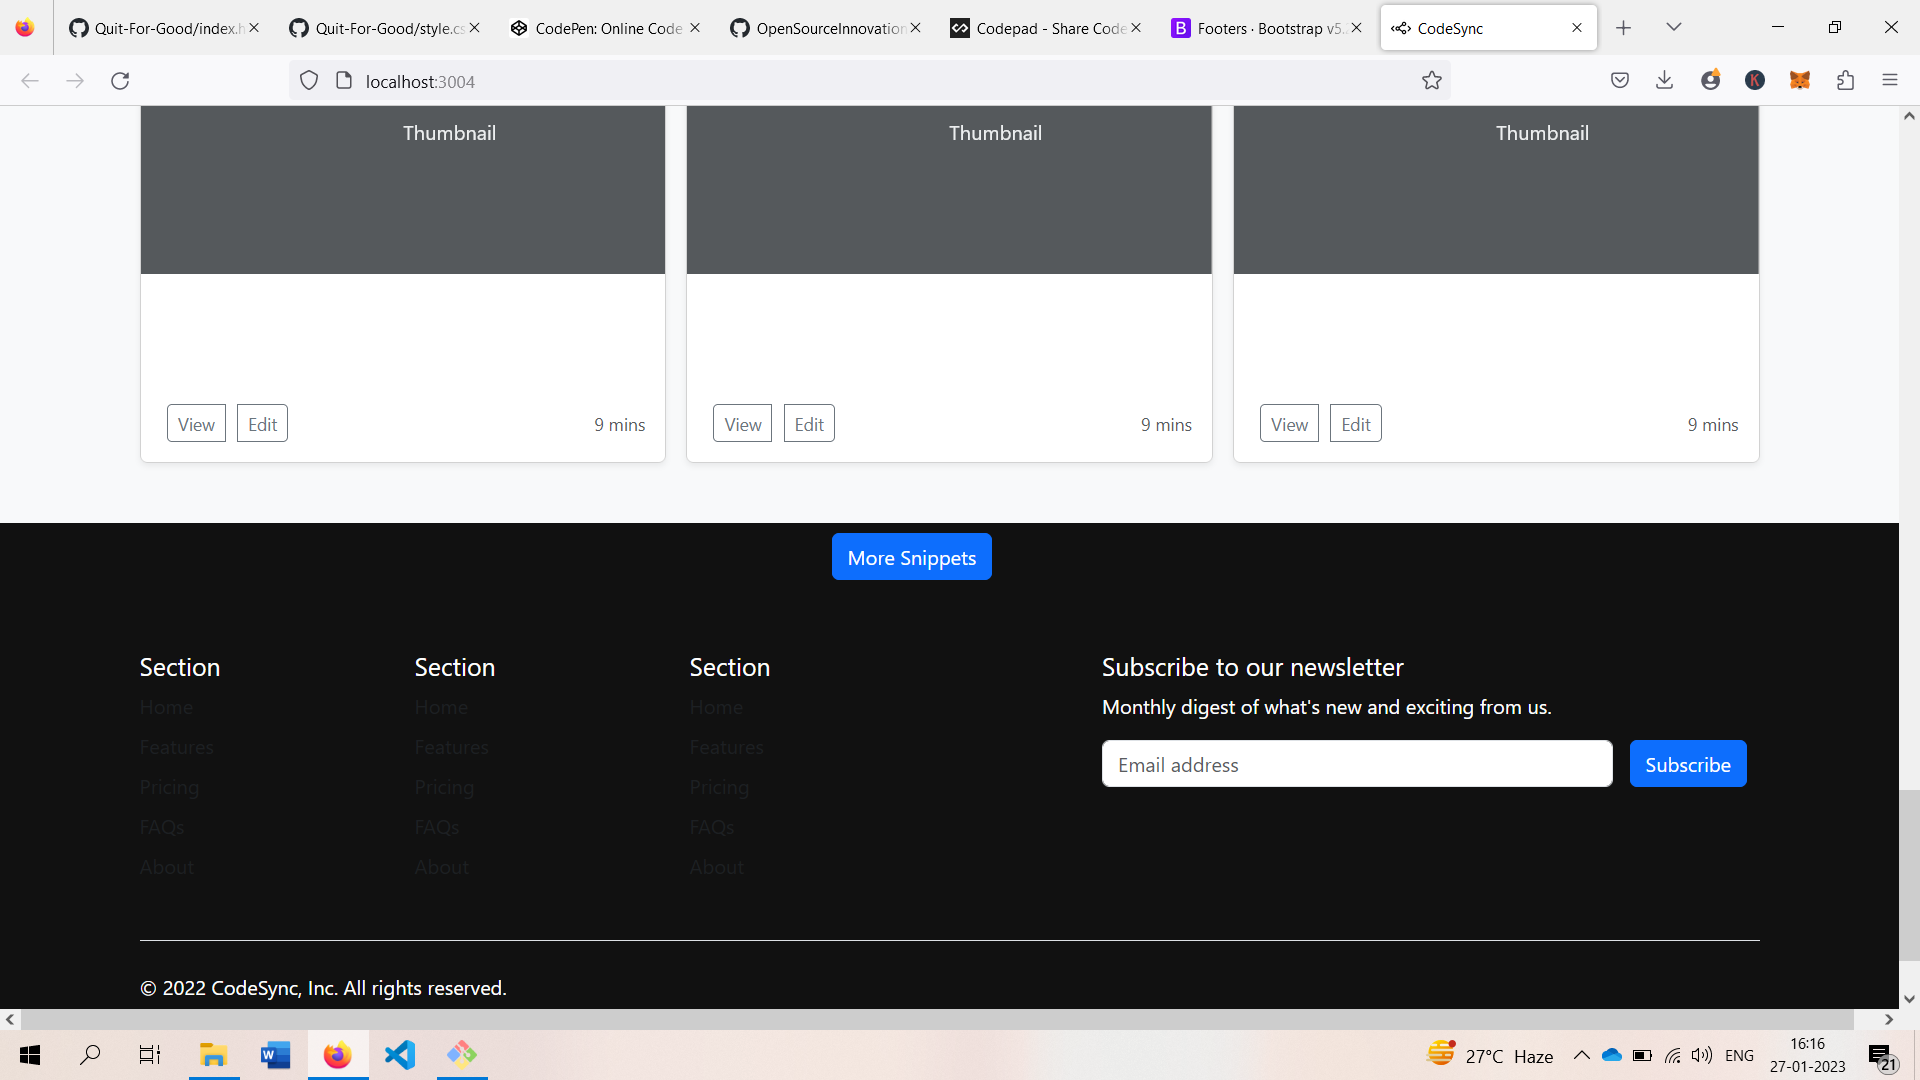 Quit-For-Good/index.h
Quit-For-Good/style.cs
CodePen: Online Code
OpenSourceInnovation
Codepad - Share Code
Footers · Bootstrap v5.
CodeSync
localhost:3004
Thumbnail
Thumbnail
Thumbnail
View
Edit
9 mins
View
Edit
9 mins
View
Edit
9 mins
More Snippets
Section
Home
Features
Pricing
FAQs
About
Section
Home
Features
Pricing
FAQs
About
Section
Home
Features
Pricing
FAQs
About
Subscribe to our newsletter
Monthly digest of what's new and exciting from us.
Email address
Subscribe
© 2022 CodeSync, Inc. All rights reserved.
27°C Haze
ENG
16:16
27-01-2023
21